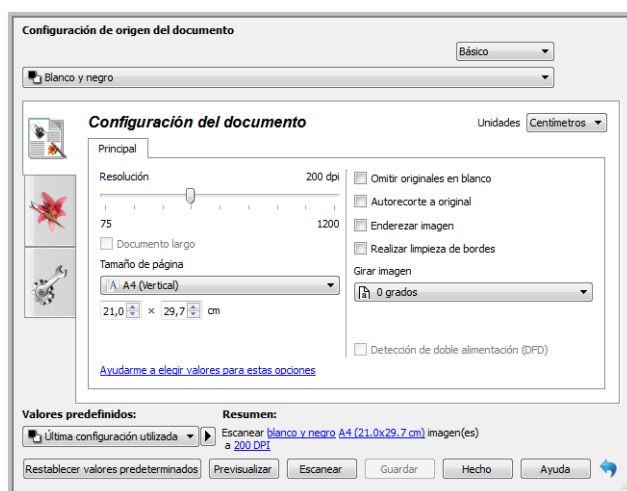 Configuración de origen del documento
Básico
Blanco y negro
Configuración del documento
Unidades Centímetros
Principal
Resolución 200 dpi
75 1200
Documento largo
Tamaño de página
A A4 (Vertical)
21,0 × 29,7 cm
Ayudarme a elegir valores para estas opciones
Omitir originales en blanco
Autorecorte a original
Enderezar imagen
Realizar limpieza de bordes
Girar imagen
a 0 grados
Detección de doble alimentación (DFD)
Valores predefinidos: Resumen:
Última configuración utilizada
Escanear blanco y negro A4 (21.0x29.7 cm) imagen(es)
a 200 DPI
Restablecer valores predeterminados Previsualizar Escanear Guardar Hecho Ayuda